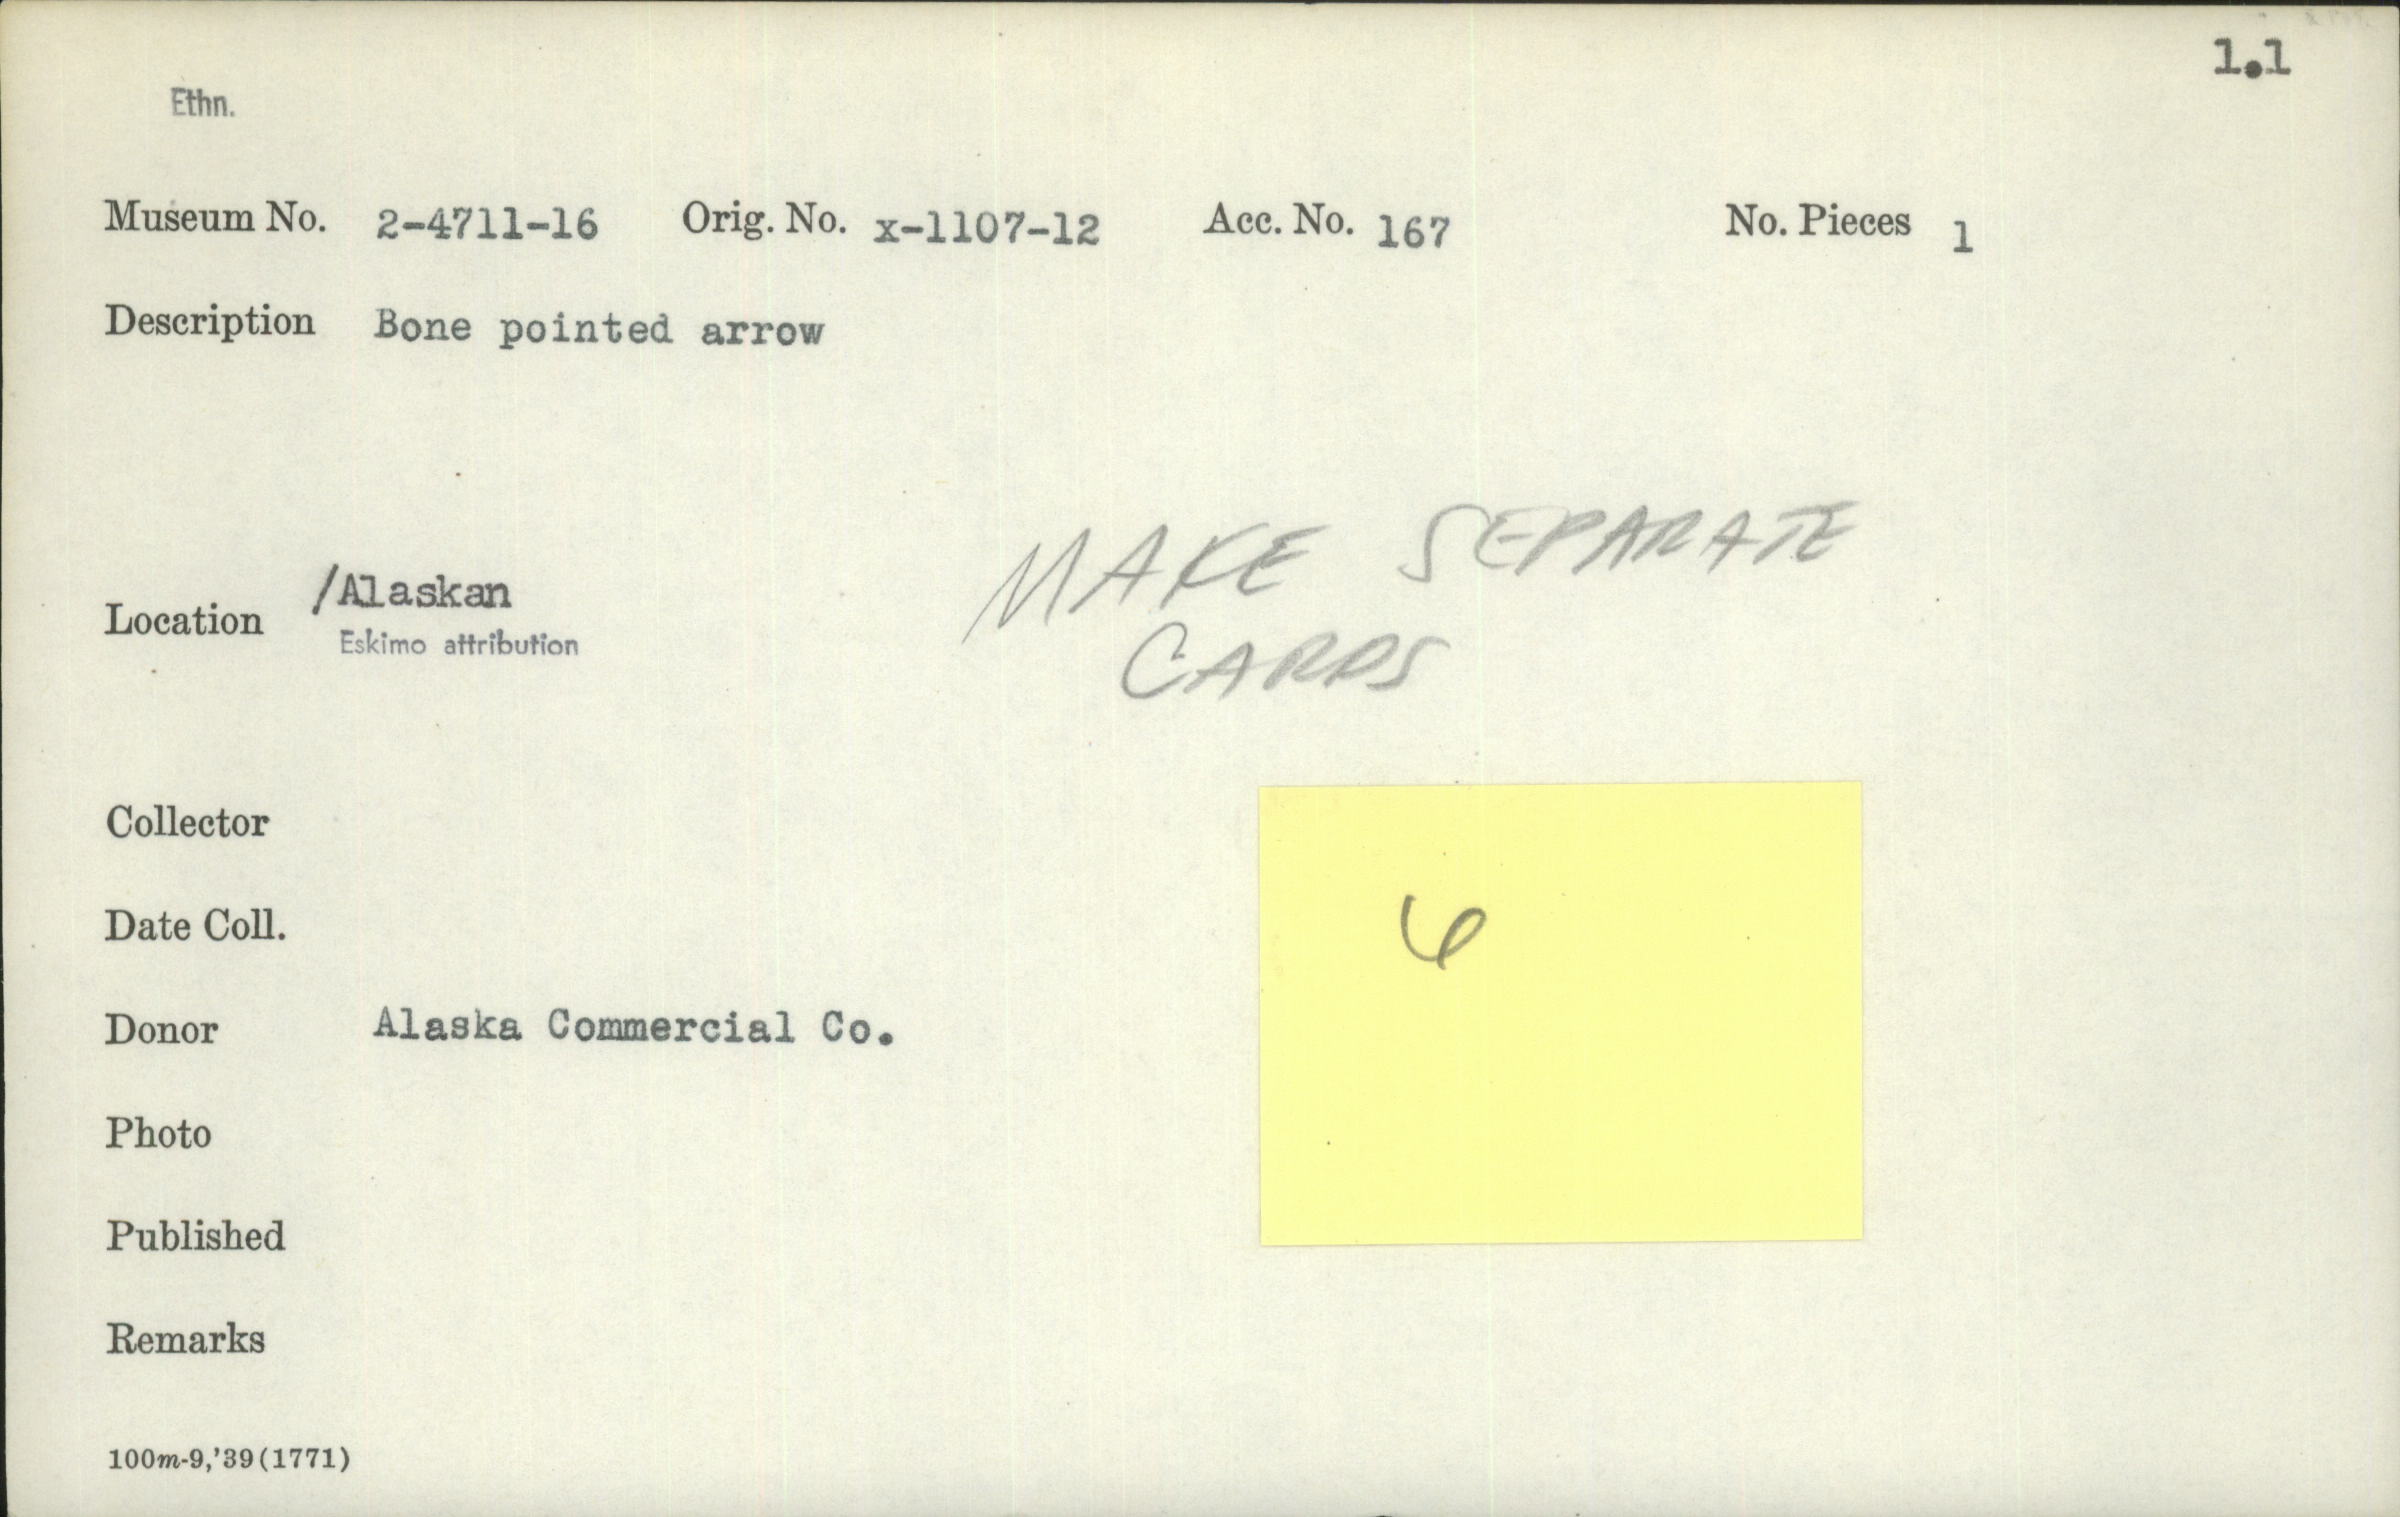 1.1
Ethn.
Museum No. 2-4711-16 Orig. No. x-1107-12 Acc. No. 167 No. Pieces 1
Description Bone pointed arrow
MAKE SEPARATE
CARDS
Location /Alaskan
Eskimo attribution
Collector
6
Date Coll.
Donor Alaska Commercial Co.
Photo
Published
Remarks
100m-9,'39(1771)